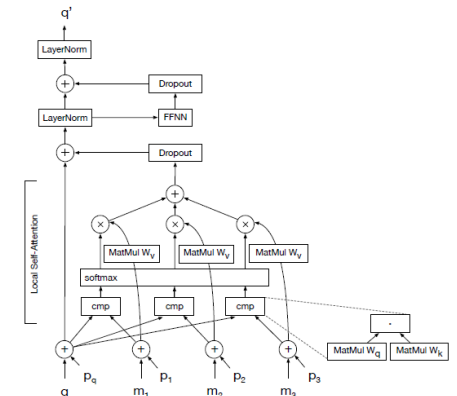 q'
LayerNorm
+ Dropout
LayerNorm FFNN
+ Dropout
Local Self-Attention
+
× × ×
MatMul Wv MatMul Wv MatMul Wv
softmax
cmp cmp cmp
.
+ + + + MatMul Wq MatMul Wk
pq p1 p2 p3
q m1 m2 m3